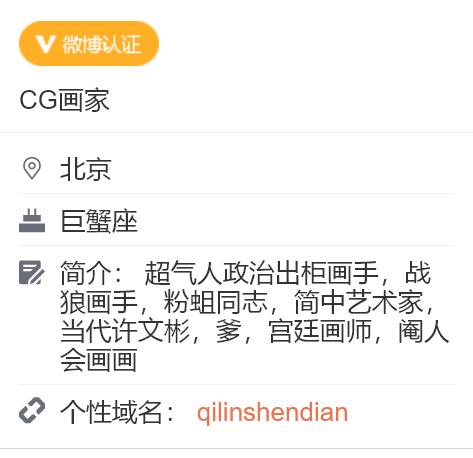 微博认证
CG画家
北京
巨蟹座
简介： 超气人政治出柜画手，战
狼画手，粉蛆同志，简中艺术家，
当代许文彬，爹，宫廷画师，阉人
会画画
个性域名： qilinshendian